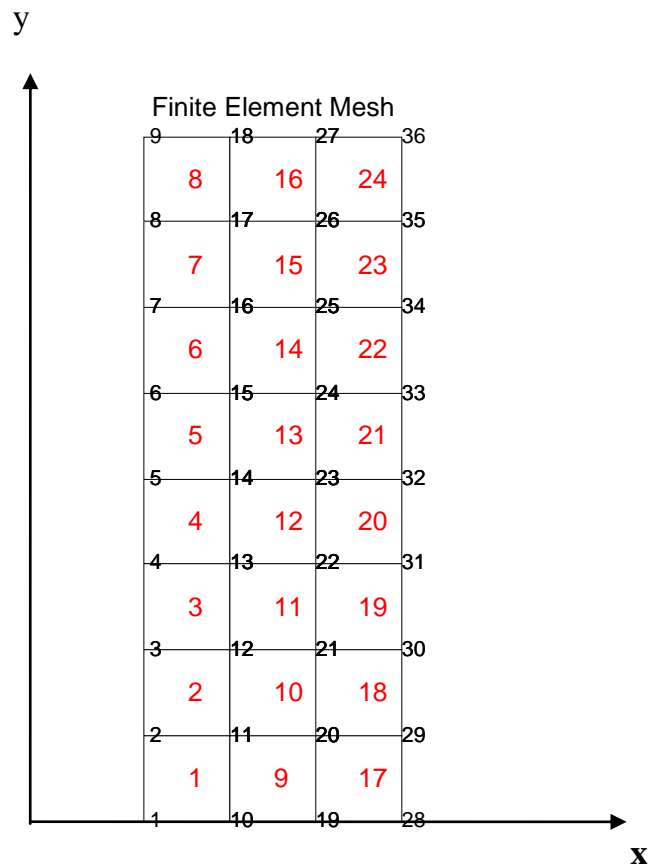 y
Finite Element Mesh
9 18 27 36
8 16 24
8 17 26 35
7 15 23
7 16 25 34
6 14 22
6 15 24 33
5 13 21
5 14 23 32
4 12 20
4 13 22 31
3 11 19
3 12 21 30
2 10 18
2 11 20 29
1 9 17
1 10 19 28
x